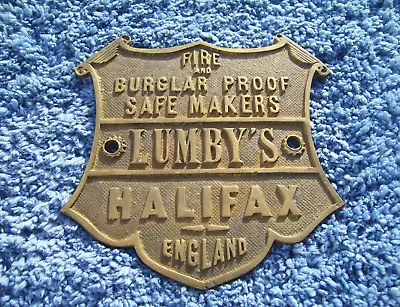 FIRE
AND
BURGLAR PROOF
SAFE MAKERS
LUMBY'S
HALIFAX
ENGLAND